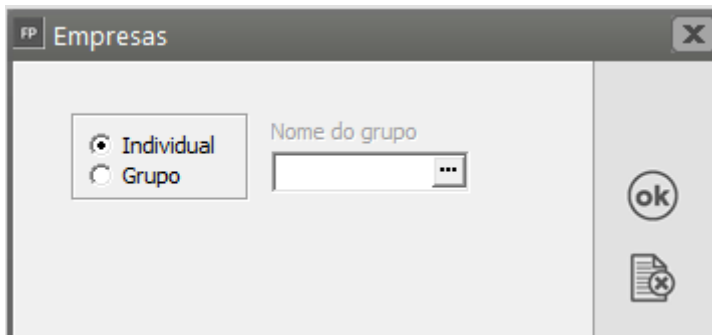 FP Empresas
Individual
Grupo
Nome do grupo
...
ok